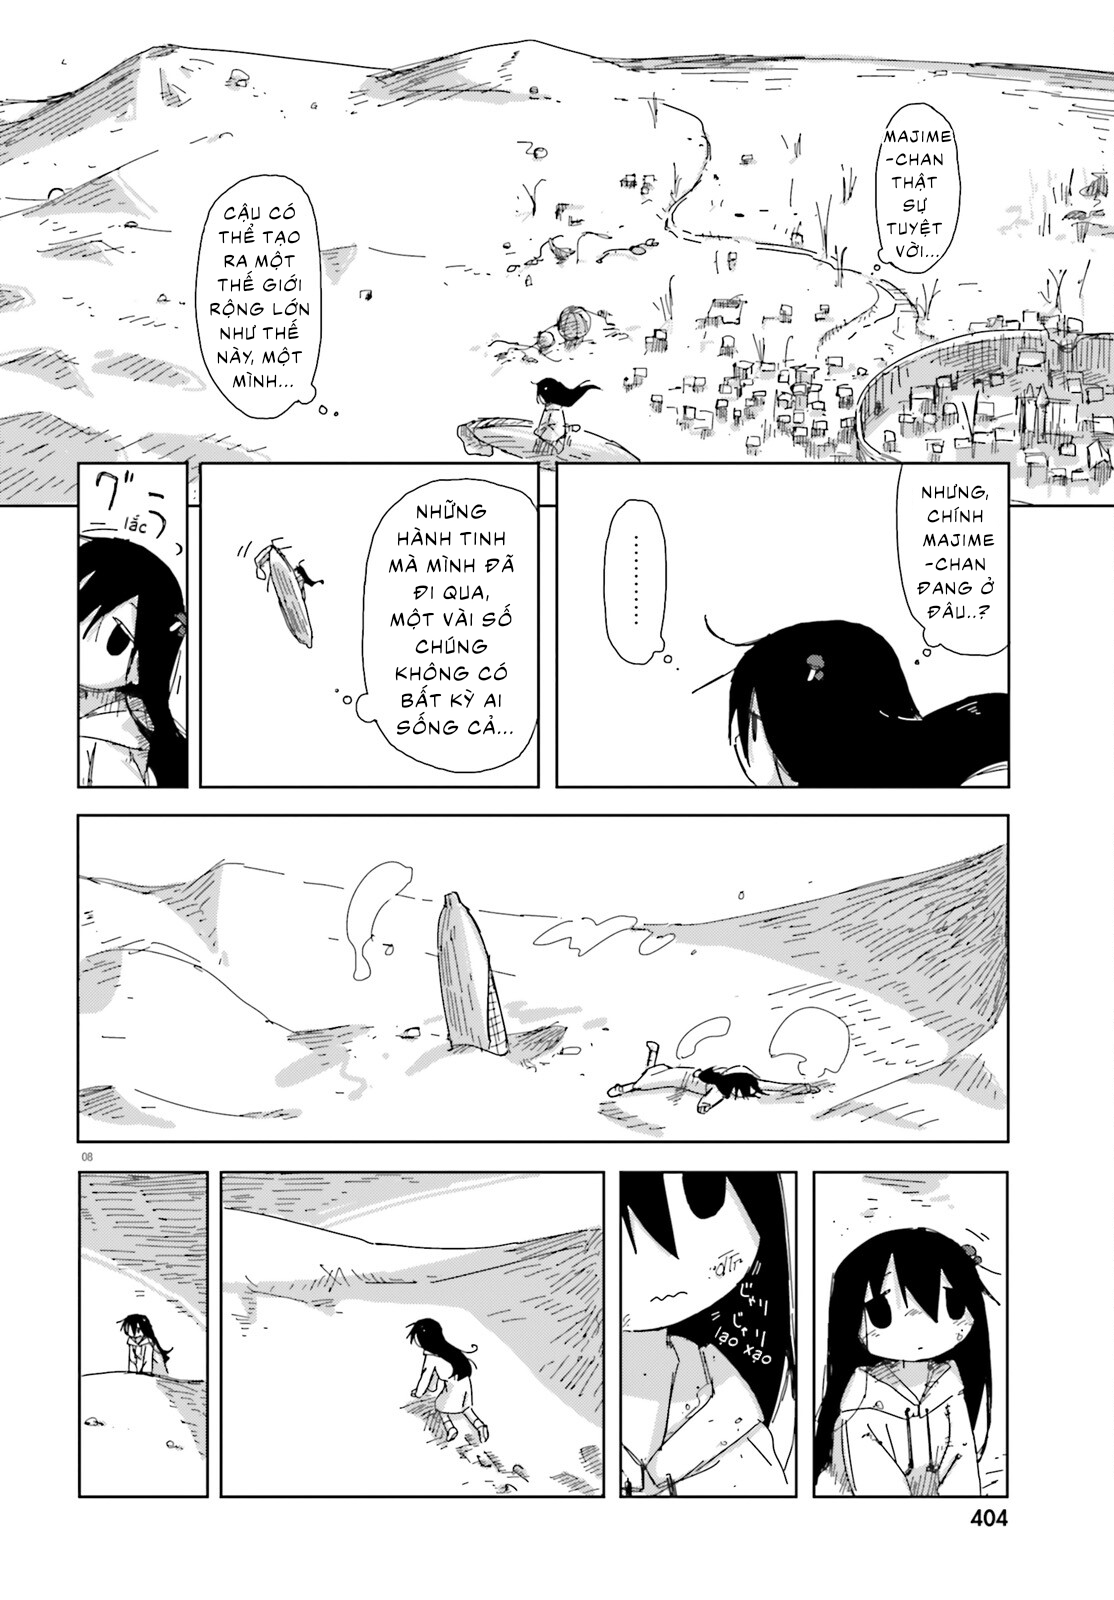 MAJIME
-CHAN
THẬT
SỰ
TUYỆT
VỜI...
CẬU CÓ
THỂ TẠO
RA MỘT
THẾ GIỚI
RỘNG LỚN
NHƯ THẾ
NÀY, MỘT
MÌNH...
NHƯNG,
CHÍNH
MAJIME
-CHAN
ĐANG Ở
ĐÂU..?
..........
NHỮNG
HÀNH TINH
MÀ MÌNH ĐÃ
ĐI QUA,
MỘT VÀI SỐ
CHÚNG
KHÔNG CÓ
BẤT KỲ AI
SỐNG CẢ...
グラ
lắc
08
じゃり
じゃり
lạo xạo
404